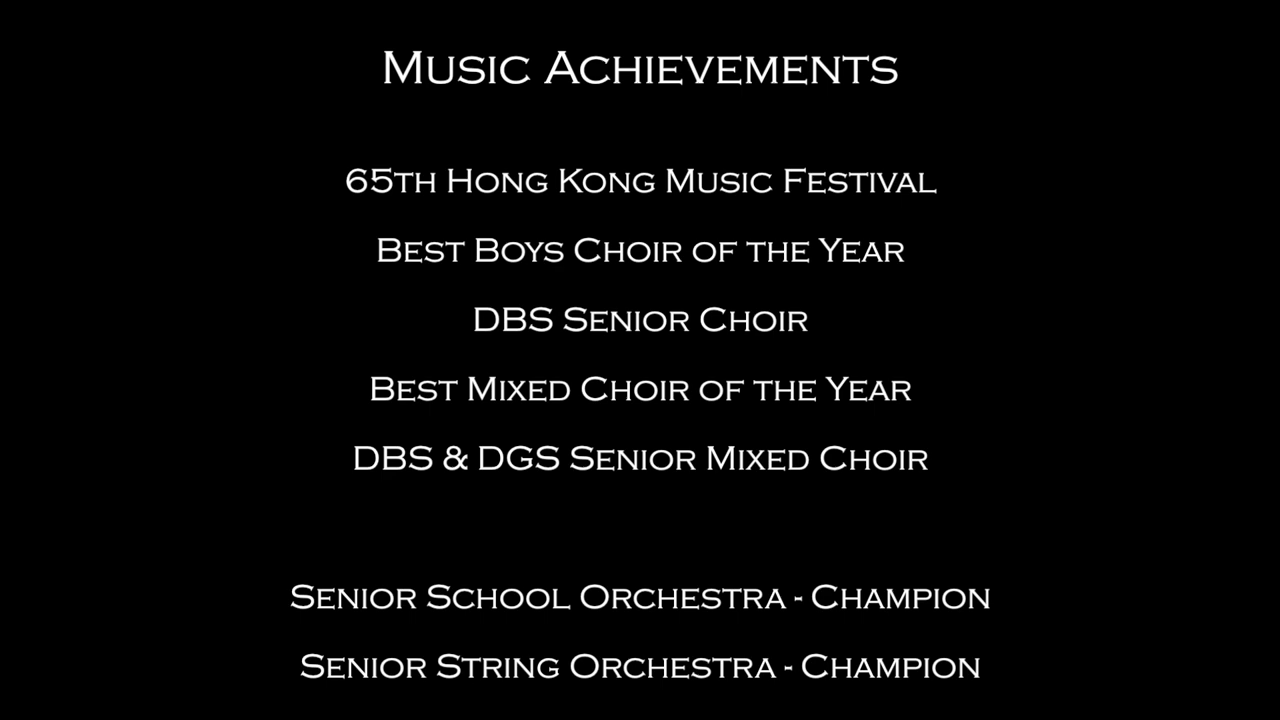 Music Achievements
65th Hong Kong Music Festival
Best Boys Choir of the Year
DBS Senior Choir
Best Mixed Choir of the Year
DBS & DGS Senior Mixed Choir
Senior School Orchestra - Champion
Senior String Orchestra - Champion